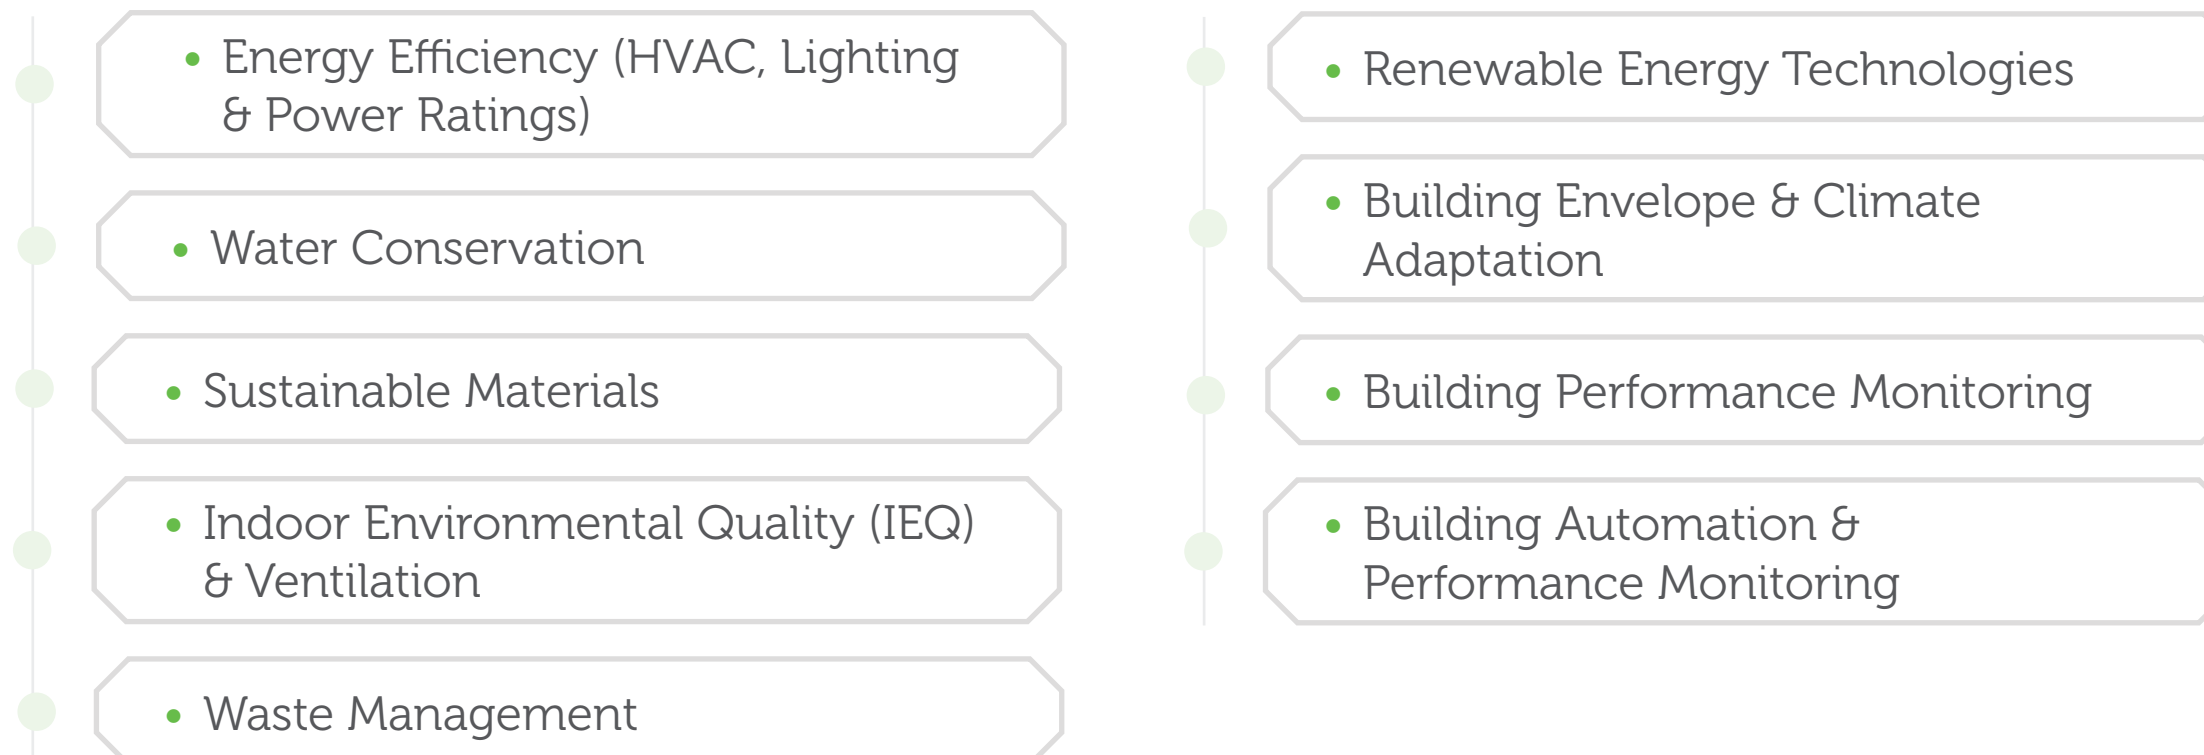 • Energy Efficiency (HVAC, Lighting
& Power Ratings)
• Water Conservation
• Sustainable Materials
• Indoor Environmental Quality (IEQ)
& Ventilation
• Waste Management
• Renewable Energy Technologies
• Building Envelope & Climate
Adaptation
• Building Performance Monitoring
• Building Automation &
Performance Monitoring